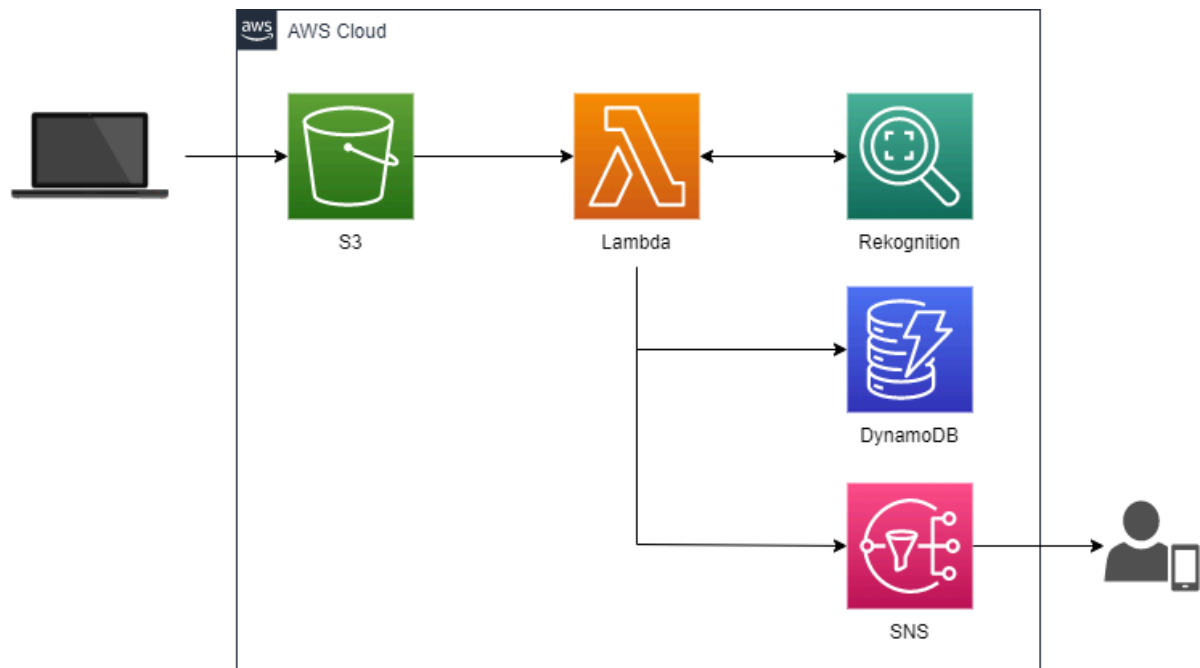 aws
AWS Cloud
S3
Lambda
Rekognition
DynamoDB
SNS